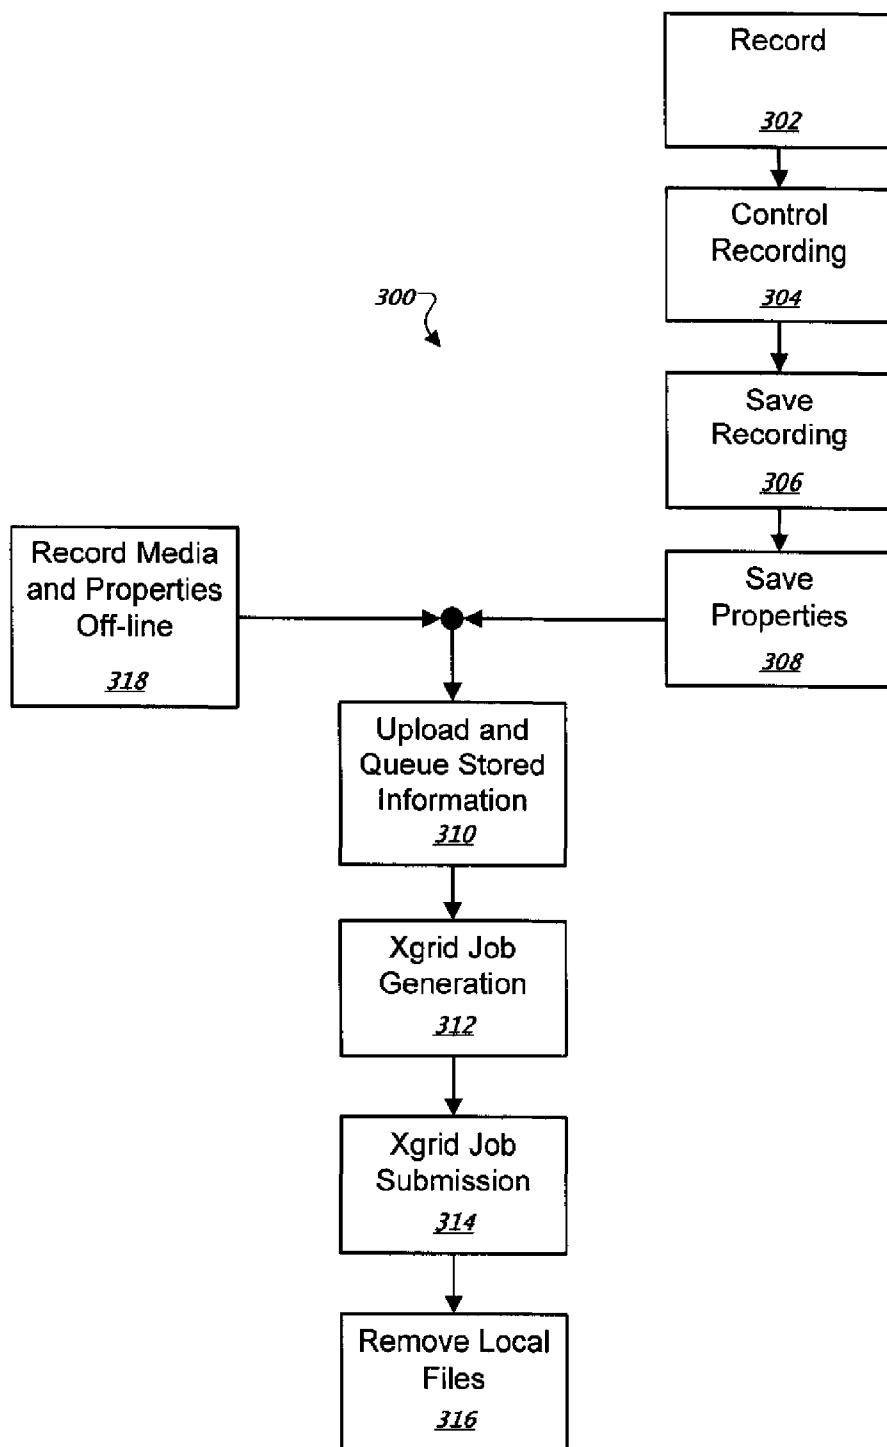 Record
302
Control
Recording
304
300
Save
Recording
306
Record Media
and Properties
Off-line
318
Save
Properties
308
Upload and
Queue Stored
Information
310
Xgrid Job
Generation
312
Xgrid Job
Submission
314
Remove Local
Files
316